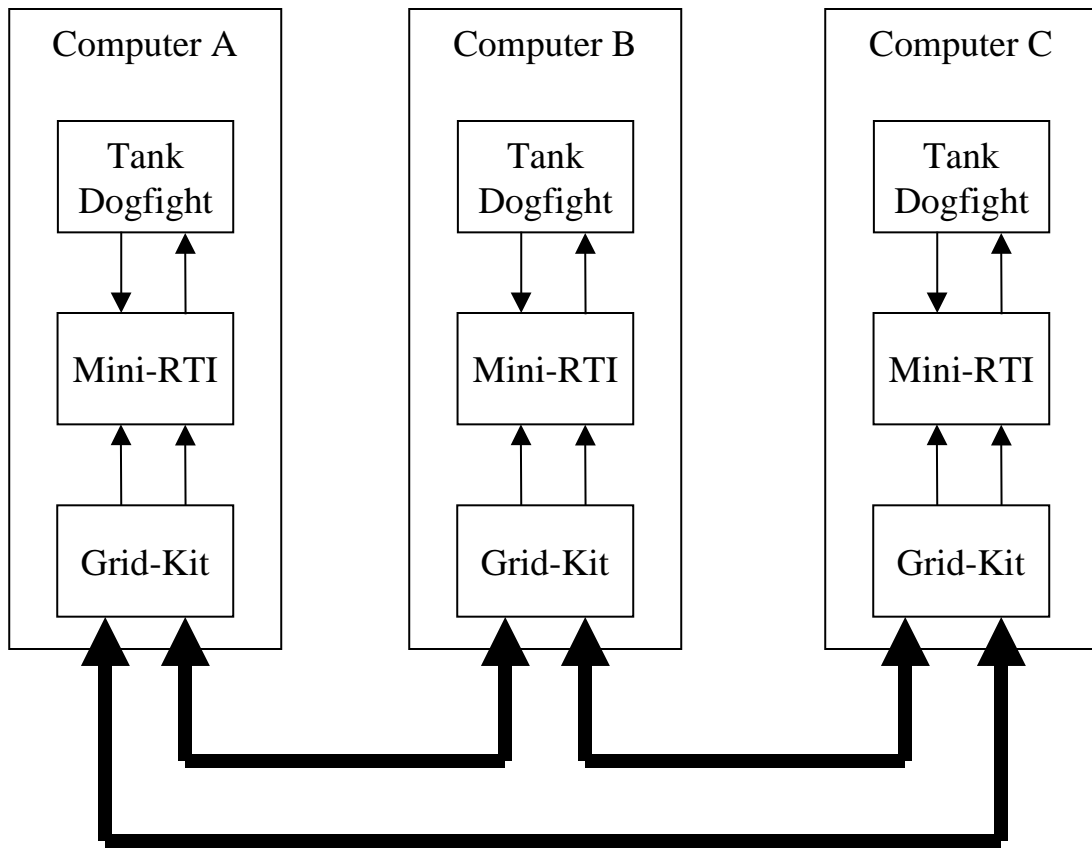 Computer A
Computer B
Computer C
Tank
Dogfight
Tank
Dogfight
Tank
Dogfight
Mini-RTI
Mini-RTI
Mini-RTI
Grid-Kit
Grid-Kit
Grid-Kit